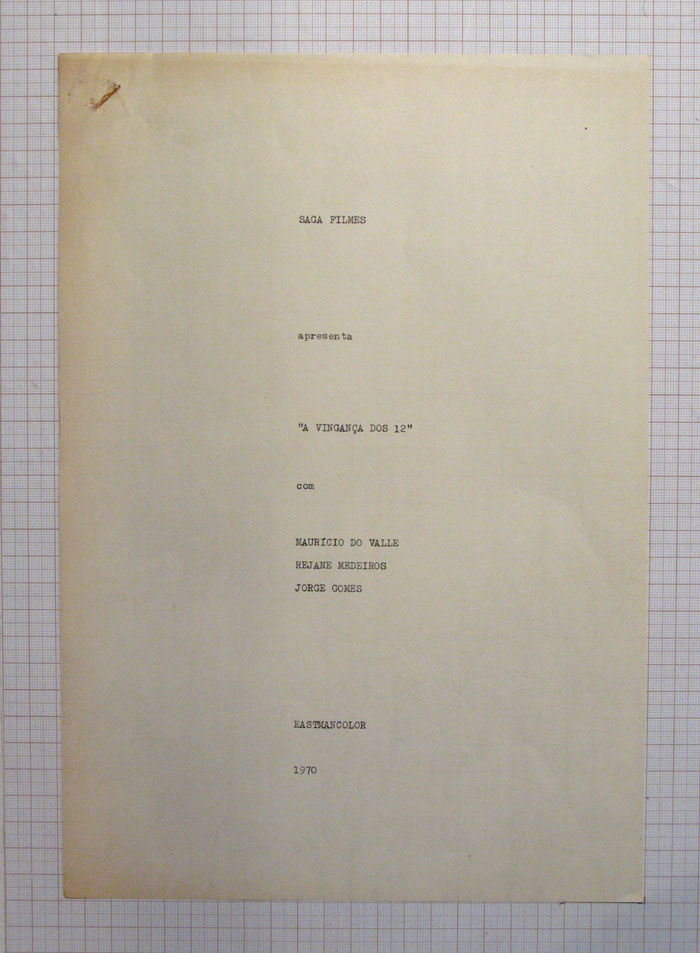 SAGA FILMES
apresenta
"A VINGANÇA DOS 12"
com
MAURÍCIO DO VALLE
REJANE MEDEIROS
JORGE GOMES
EASTMANCOLOR
1970